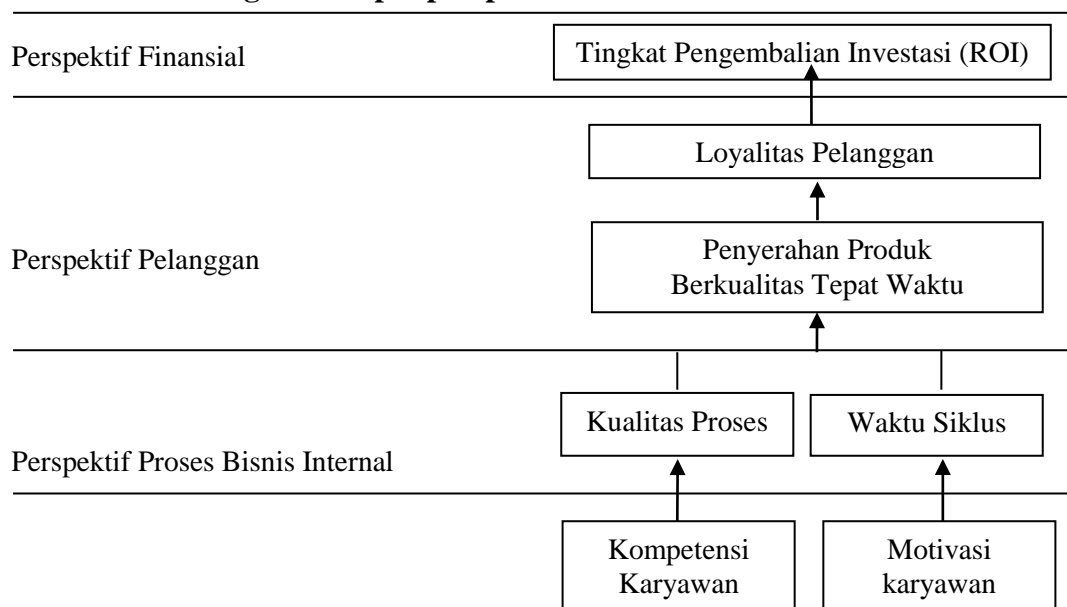 Perspektif Finansial
Tingkat Pengembalian Investasi (ROI)
Loyalitas Pelanggan
Perspektif Pelanggan
Penyerahan Produk
Berkualitas Tepat Waktu
Kualitas Proses
Waktu Siklus
Perspektif Proses Bisnis Internal
Kompetensi
Karyawan
Motivasi
karyawan